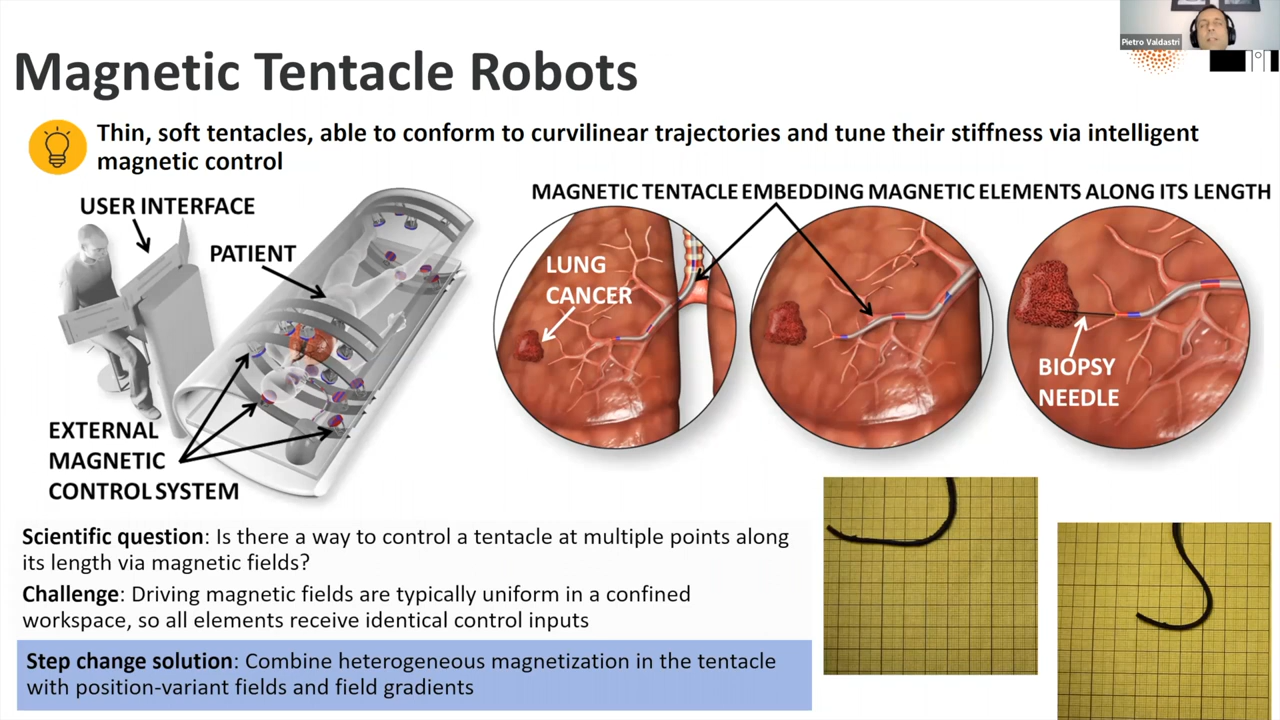 Pietro Valdastri
Magnetic Tentacle Robots
Thin, soft tentacles, able to conform to curvilinear trajectories and tune their stiffness via intelligent
magnetic control
USER INTERFACE
PATIENT
EXTERNAL
MAGNETIC
CONTROL SYSTEM
MAGNETIC TENTACLE EMBEDDING MAGNETIC ELEMENTS ALONG ITS LENGTH
LUNG
CANCER
BIOPSY
NEEDLE
Scientific question: Is there a way to control a tentacle at multiple points along
its length via magnetic fields?
Challenge: Driving magnetic fields are typically uniform in a confined
workspace, so all elements receive identical control inputs
Step change solution: Combine heterogeneous magnetization in the tentacle
with position-variant fields and field gradients